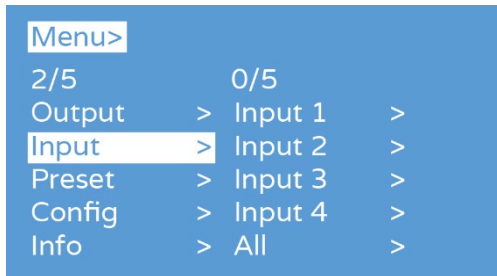 Menu>
2/5 0/5
Output > Input 1 >
Input > Input 2 >
Preset > Input 3 >
Config > Input 4 >
Info > All >